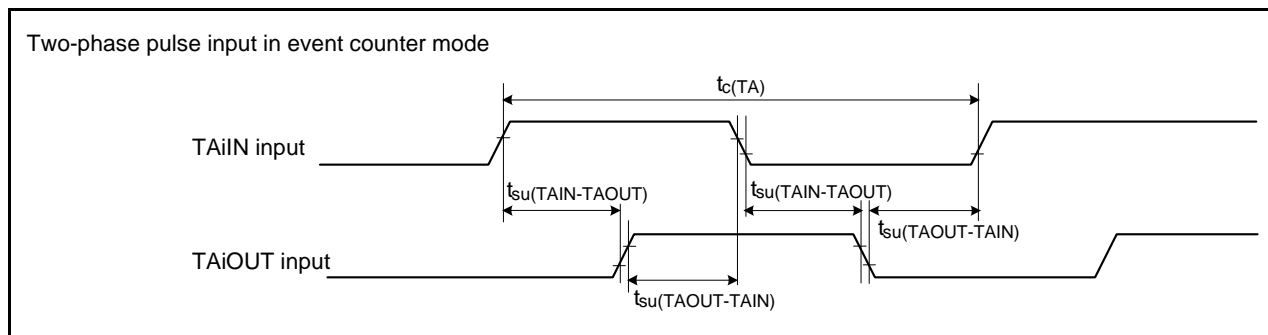 Two-phase pulse input in event counter mode
tc(TA)
TAiIN input
tsu(TAIN-TAOUT)
tsu(TAIN-TAOUT)
tsu(TAOUT-TAIN)
TAiOUT input
tsu(TAOUT-TAIN)